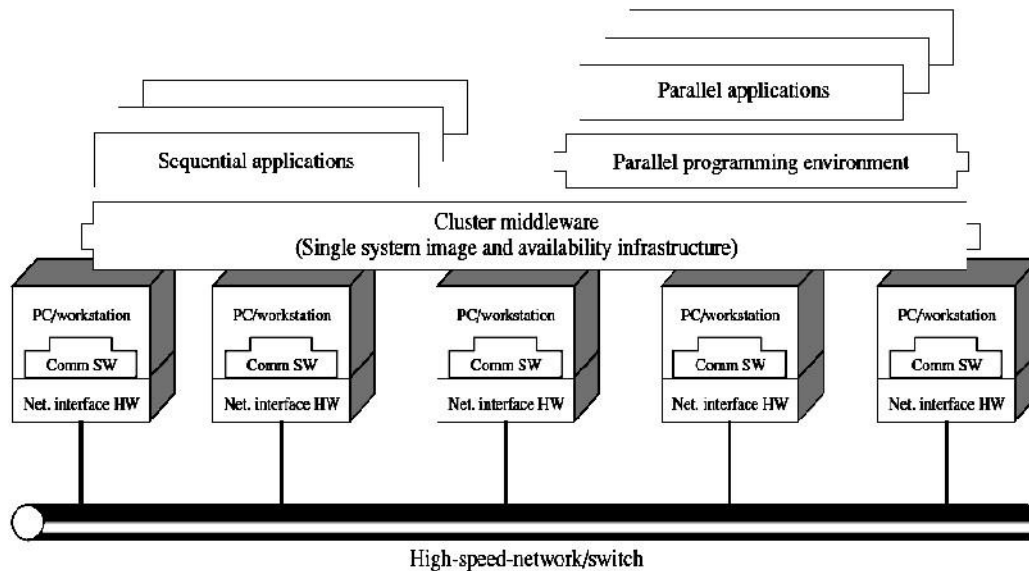 Parallel applications
Sequential applications
Parallel programming environment
Cluster middleware
(Single system image and availability infrastructure)
PC/workstation
PC/workstation
PC/workstation
PC/workstation
PC/workstation
Comm SW
Comm SW
Comm SW
Comm SW
Comm SW
Net. interface HW
Net. interface HW
Net. interface HW
Net. interface HW
Net. interface HW
High-speed-network/switch